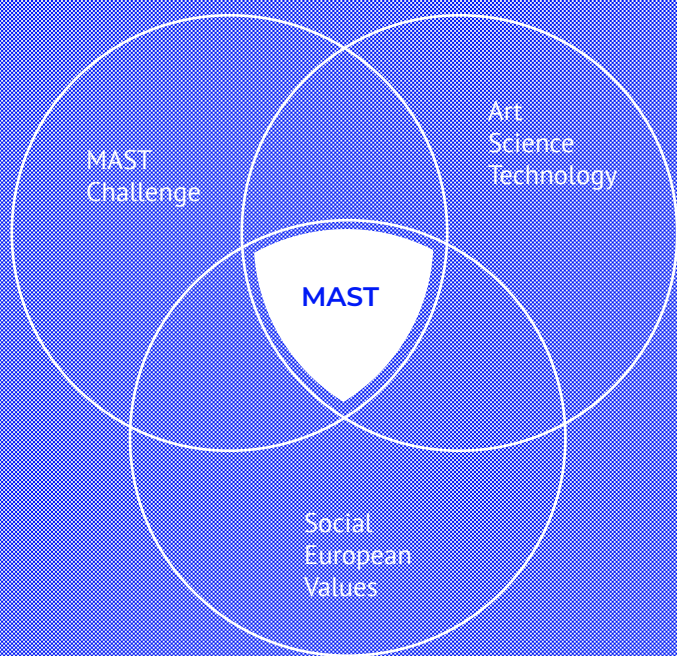 Art
Science
Technology
MAST
Challenge
MAST
Social
European
Values